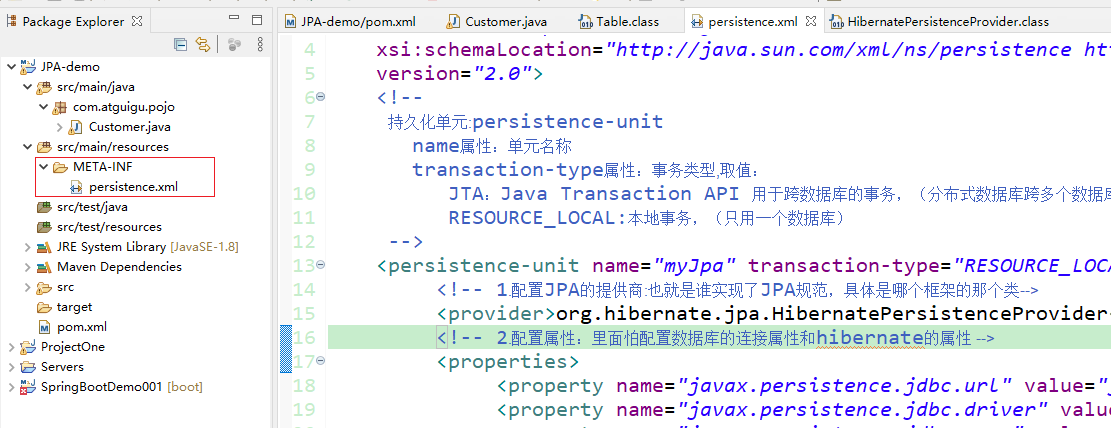 Package Explorer
JPA-demo
src/main/java
com.atguigu.pojo
Customer.java
src/main/resources
META-INF
persistence.xml
src/test/java
src/test/resources
JRE System Library [JavaSE-1.8]
Maven Dependencies
src
target
pom.xml
ProjectOne
Servers
SpringBootDemo001 [boot]
JPA-demo/pom.xml Customer.java Table.class persistence.xml HibernatePersistenceProvider.class
4 xsi:schemaLocation="http://java.sun.com/xml/ns/persistence htt
5 version="2.0">
6 <!--
7 持久化单元:persistence-unit
8 name属性：单元名称
9 transaction-type属性：事务类型,取值:
10 JTA：Java Transaction API 用于跨数据库的事务，（分布式数据库跨多个数据库
11 RESOURCE_LOCAL:本地事务，（只用一个数据库）
12 -->
13 <persistence-unit name="myJpa" transaction-type="RESOURCE_LOCA
14 <!-- 1.配置JPA的提供商:也就是谁实现了JPA规范，具体是哪个框架的那个类-->
15 <provider>org.hibernate.jpa.HibernatePersistenceProvider
16 <!-- 2.配置属性：里面怕配置数据库的连接属性和hibernate的属性 -->
17 <properties>
18 <property name="javax.persistence.jdbc.url" value="j
19 <property name="javax.persistence.jdbc.driver" value